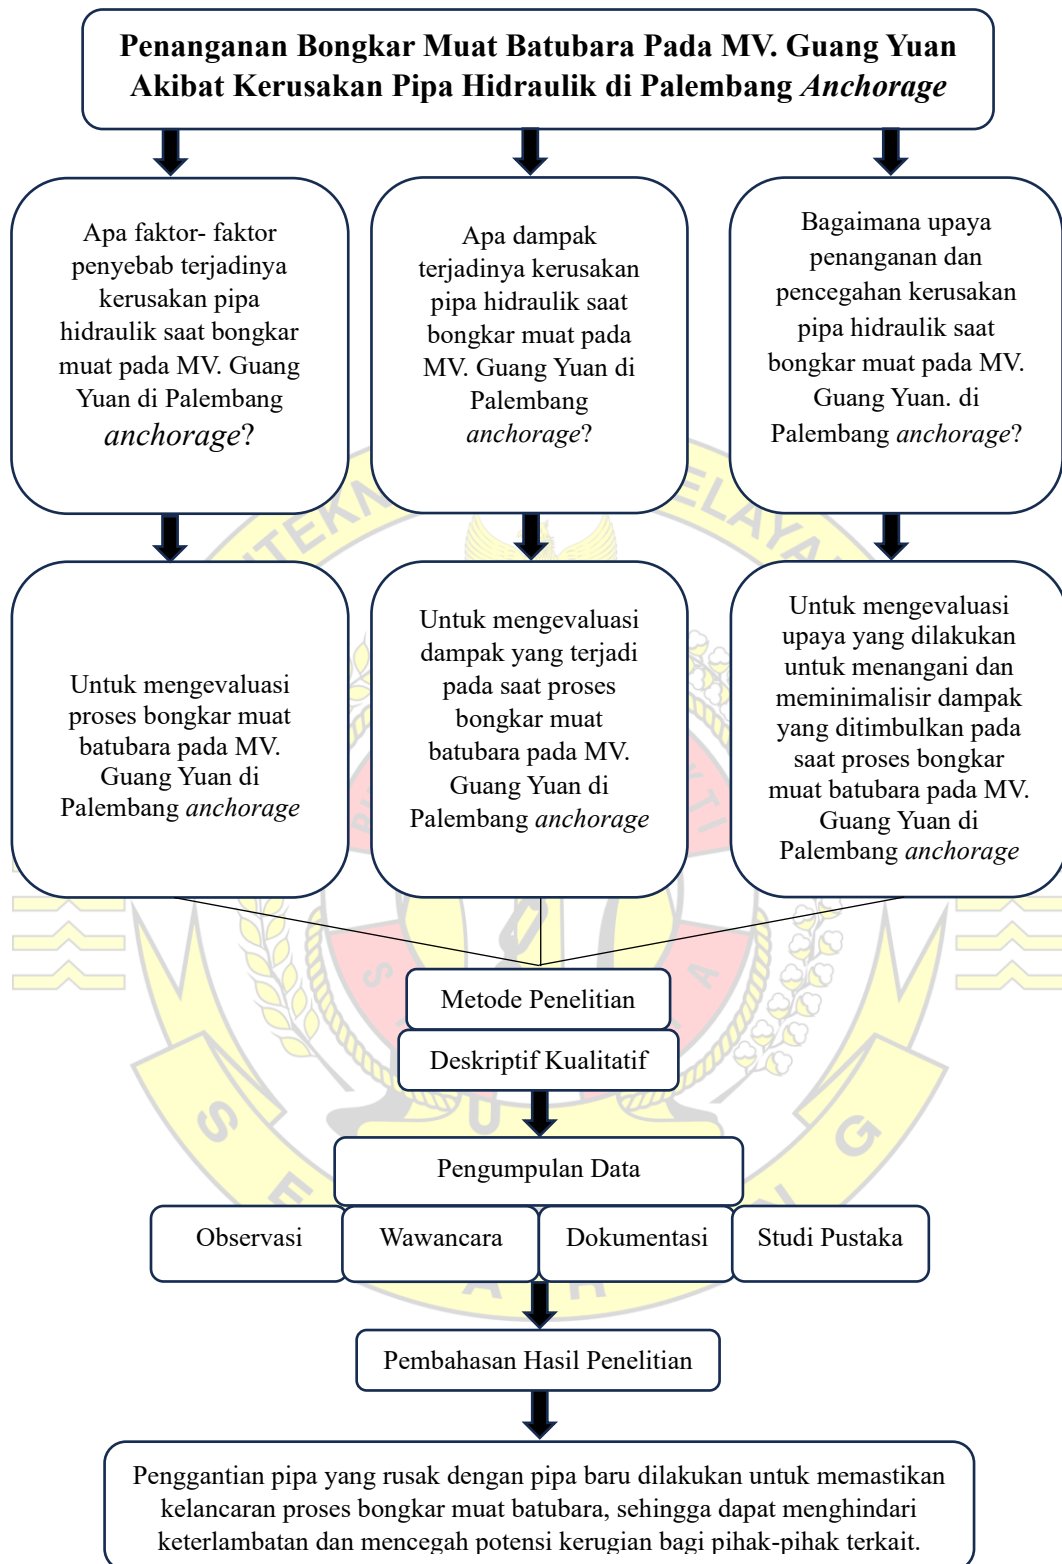 Penanganan Bongkar Muat Batubara Pada MV. Guang Yuan
Akibat Kerusakan Pipa Hidraulik di Palembang Anchorage
Apa faktor- faktor
penyebab terjadinya
kerusakan pipa
hidraulik saat bongkar
muat pada MV. Guang
Yuan di Palembang
anchorage?
Apa dampak
terjadinya kerusakan
pipa hidraulik saat
bongkar muat pada
MV. Guang Yuan di
Palembang
anchorage?
Bagaimana upaya
penanganan dan
pencegahan kerusakan
pipa hidraulik saat
bongkar muat pada MV.
Guang Yuan. di
Palembang anchorage?
Untuk mengevaluasi
proses bongkar muat
batubara pada MV.
Guang Yuan di
Palembang anchorage
Untuk mengevaluasi
dampak yang terjadi
pada saat proses
bongkar muat
batubara pada MV.
Guang Yuan di
Palembang anchorage
Untuk mengevaluasi
upaya yang dilakukan
untuk menangani dan
meminimalisir dampak
yang ditimbulkan pada
saat proses bongkar
muat batubara pada MV.
Guang Yuan di
Palembang anchorage
Metode Penelitian
Deskriptif Kualitatif
Pengumpulan Data
Observasi
Wawancara
Dokumentasi
Studi Pustaka
Pembahasan Hasil Penelitian
Penggantian pipa yang rusak dengan pipa baru dilakukan untuk memastikan
kelancaran proses bongkar muat batubara, sehingga dapat menghindari
keterlambatan dan mencegah potensi kerugian bagi pihak-pihak terkait.